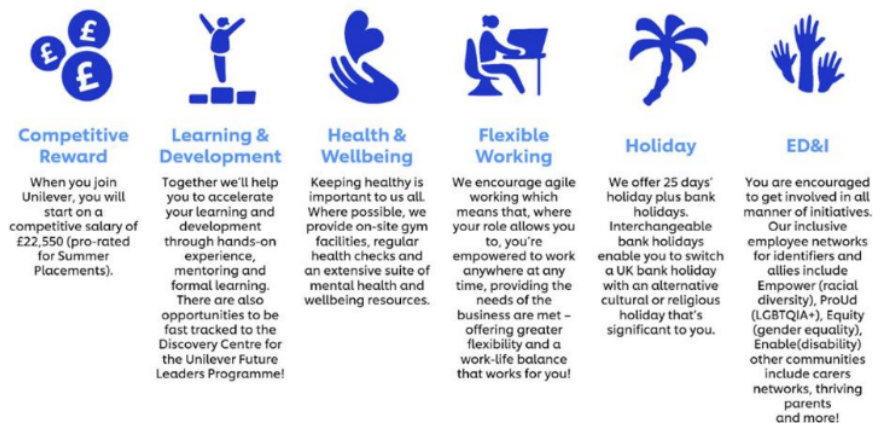 £
£
£
Competitive
Reward
When you join
Unilever, you will
start on a
competitive salary of
£22,550 (pro-rated
for Summer
Placements).
Learning &
Development
Together we'll help
you to accelerate
your learning and
development
through hands-on
experience,
mentoring and
formal learning.
There are also
opportunities to be
fast tracked to the
Discovery Centre for
the Unilever Future
Leaders Programme!
Health &
Wellbeing
Keeping healthy is
important to us all.
Where possible, we
provide on-site gym
facilities, regular
health checks and
an extensive suite of
mental health and
wellbeing resources.
Flexible
Working
We encourage agile
working which
means that, where
your role allows you
to, you're
empowered to work
anywhere at any
time, providing the
needs of the
business are met –
offering greater
flexibility and a
work-life balance
that works for you!
Holiday
We offer 25 days'
holiday plus bank
holidays.
Interchangeable
bank holidays
enable you to switch
a UK bank holiday
with an alternative
cultural or religious
holiday that's
significant to you.
ED&I
You are encouraged
to get involved in all
manner of initiatives.
Our inclusive
employee networks
for identifiers and
allies include
Empower (racial
diversity), ProUd
(LGBTQIA+), Equity
(gender equality),
Enable(disability)
other communities
include carers
networks, thriving
parents
and more!